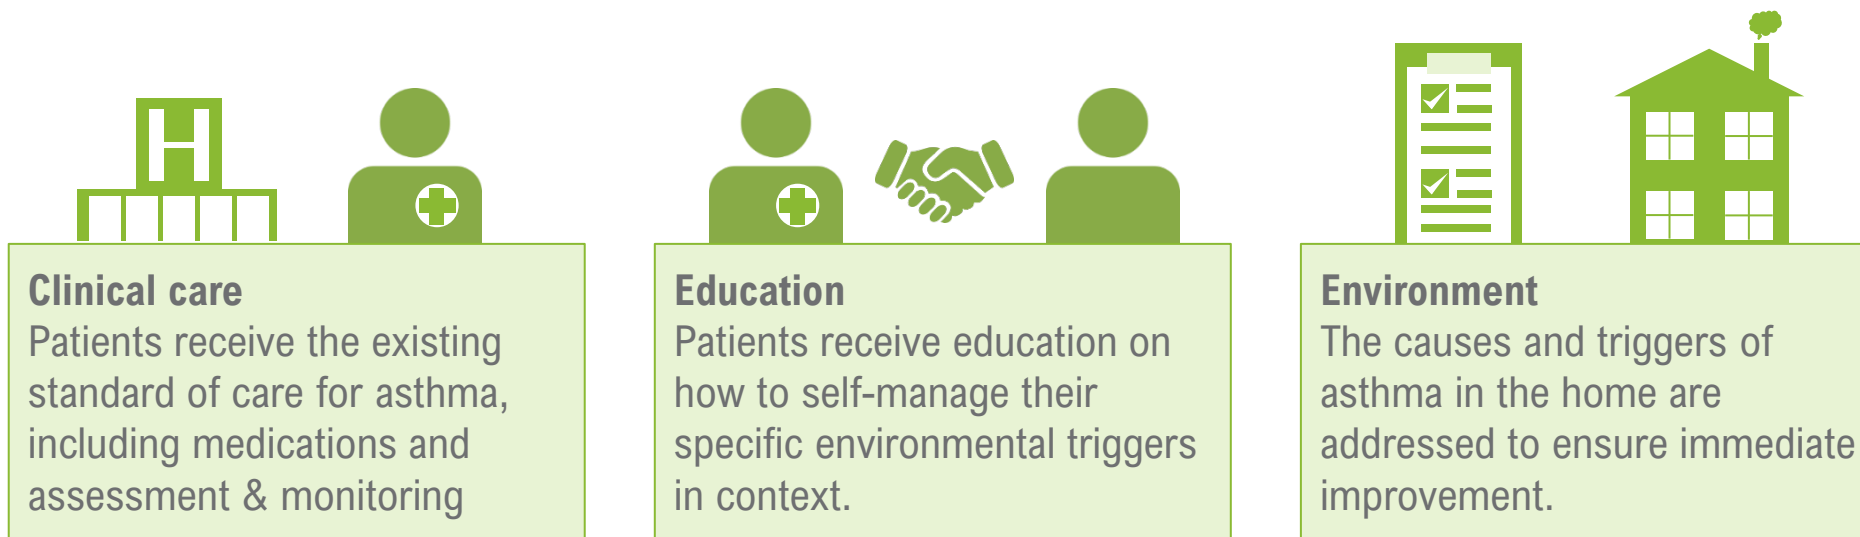 H
Clinical care
Patients receive the existing
standard of care for asthma,
including medications and
assessment & monitoring
Education
Patients receive education on
how to self-manage their
specific environmental triggers
in context.
Environment
The causes and triggers of
asthma in the home are
addressed to ensure immediate
improvement.